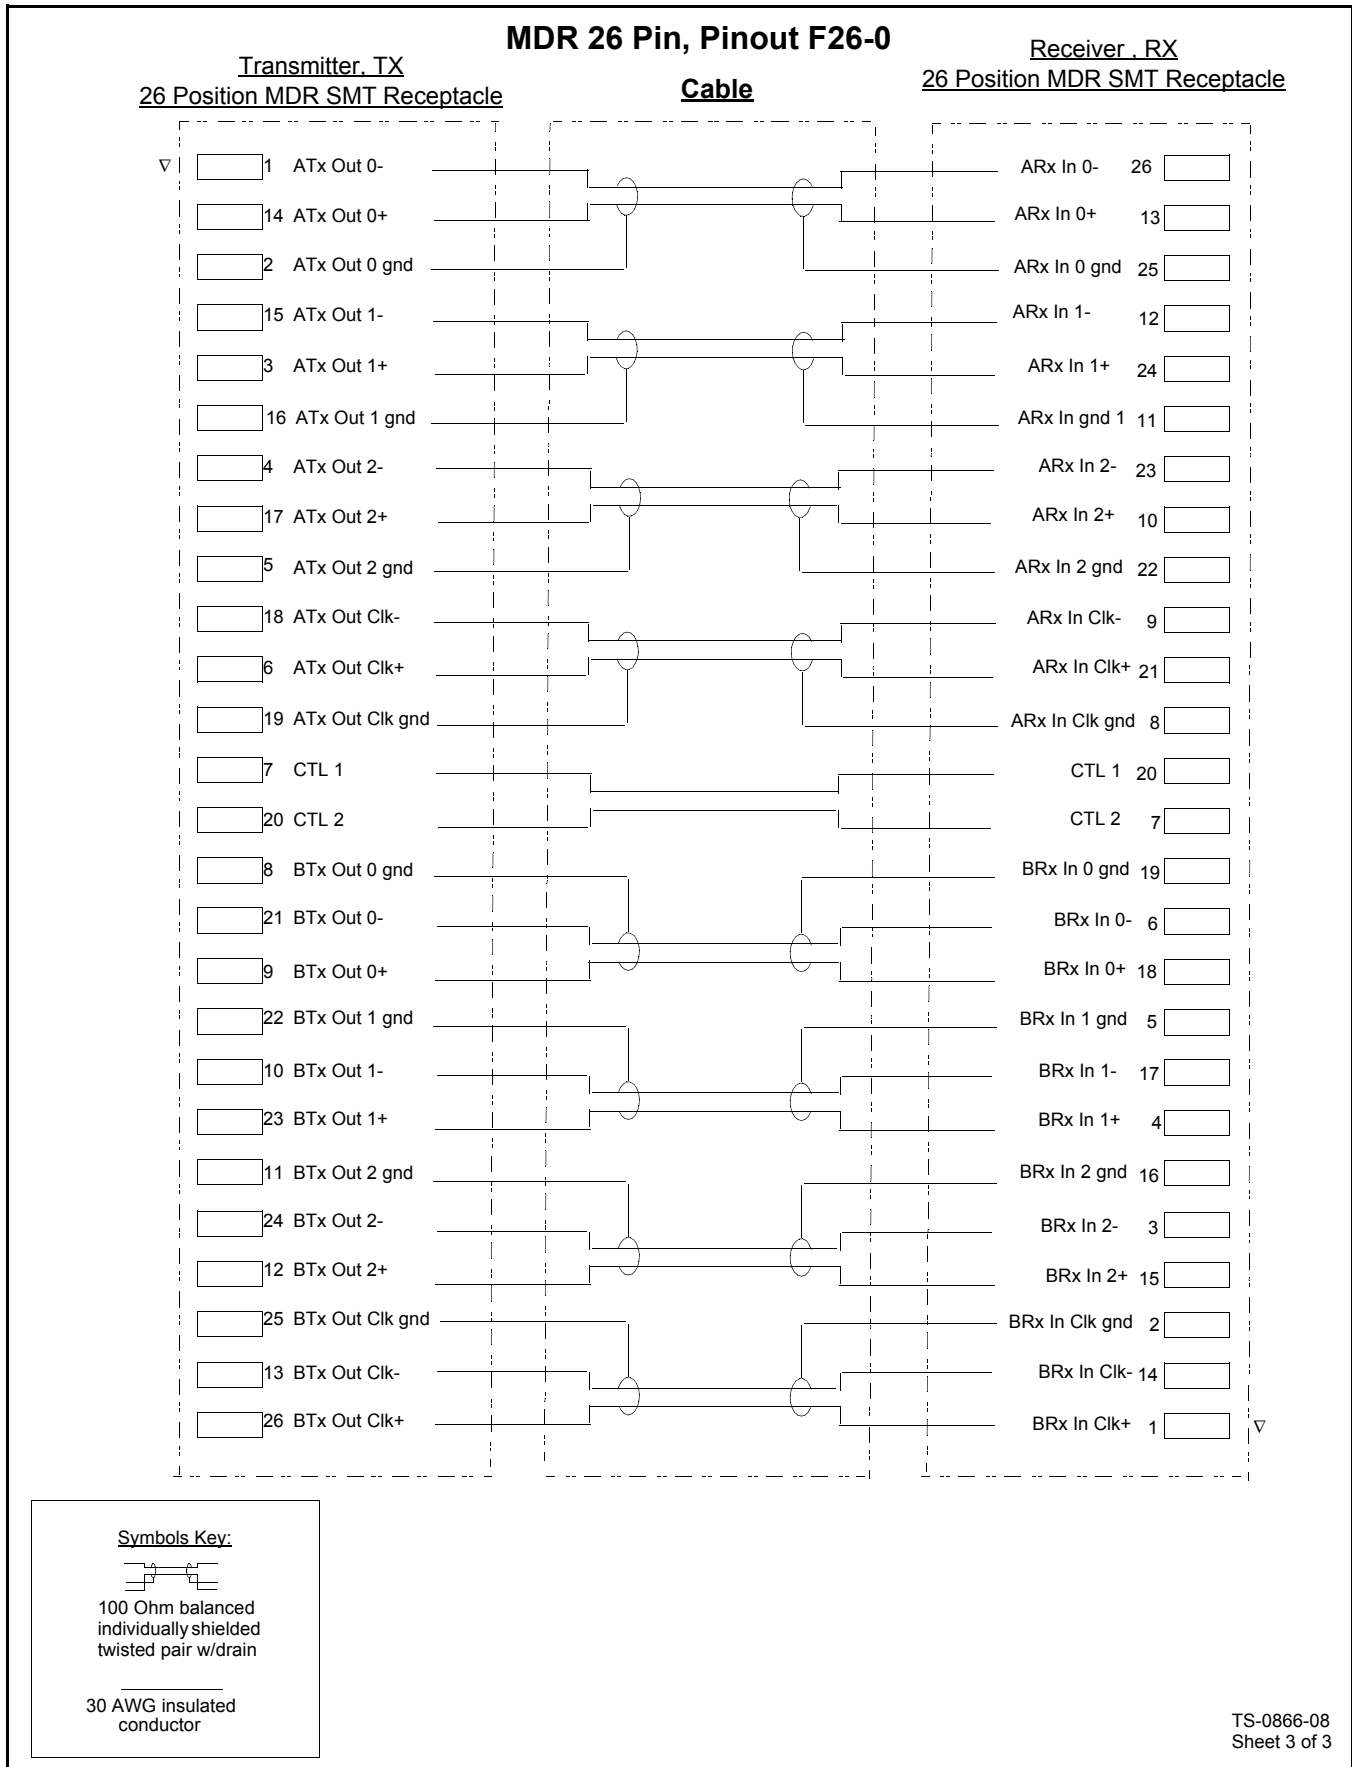 MDR 26 Pin, Pinout F26-0
Transmitter, TX
26 Position MDR SMT Receptacle
Cable
Receiver , RX
26 Position MDR SMT Receptacle
∇ 1 ATx Out 0- ARx In 0- 26
14 ATx Out 0+ ARx In 0+ 13
2 ATx Out 0 gnd ARx In 0 gnd 25
15 ATx Out 1- ARx In 1- 12
3 ATx Out 1+ ARx In 1+ 24
16 ATx Out 1 gnd ARx In gnd 1 11
4 ATx Out 2- ARx In 2- 23
17 ATx Out 2+ ARx In 2+ 10
5 ATx Out 2 gnd ARx In 2 gnd 22
18 ATx Out Clk- ARx In Clk- 9
6 ATx Out Clk+ ARx In Clk+ 21
19 ATx Out Clk gnd ARx In Clk gnd 8
7 CTL 1 CTL 1 20
20 CTL 2 CTL 2 7
8 BTx Out 0 gnd BRx In 0 gnd 19
21 BTx Out 0- BRx In 0- 6
9 BTx Out 0+ BRx In 0+ 18
22 BTx Out 1 gnd BRx In 1 gnd 5
10 BTx Out 1- BRx In 1- 17
23 BTx Out 1+ BRx In 1+ 4
11 BTx Out 2 gnd BRx In 2 gnd 16
24 BTx Out 2- BRx In 2- 3
12 BTx Out 2+ BRx In 2+ 15
25 BTx Out Clk gnd BRx In Clk gnd 2
13 BTx Out Clk- BRx In Clk- 14
26 BTx Out Clk+ BRx In Clk+ 1 ∇
Symbols Key:
100 Ohm balanced
individually shielded
twisted pair w/drain
30 AWG insulated
conductor
TS-0866-08
Sheet 3 of 3